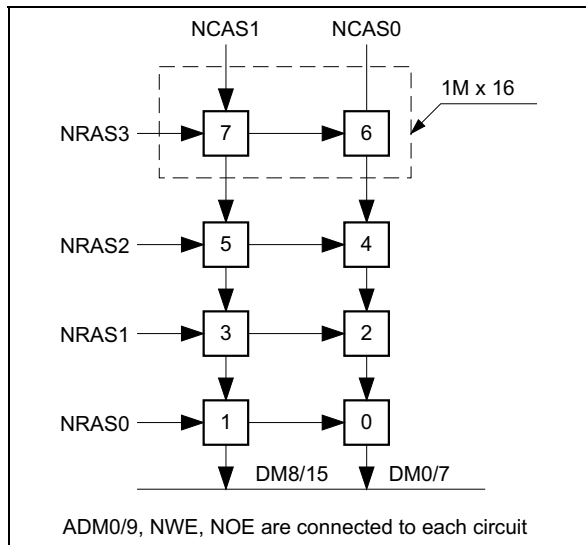 NCAS1 NCAS0
1M x 16
NRAS3 7 6
NRAS2 5 4
NRAS1 3 2
NRAS0 1 0
DM8/15 DM0/7
ADM0/9, NWE, NOE are connected to each circuit